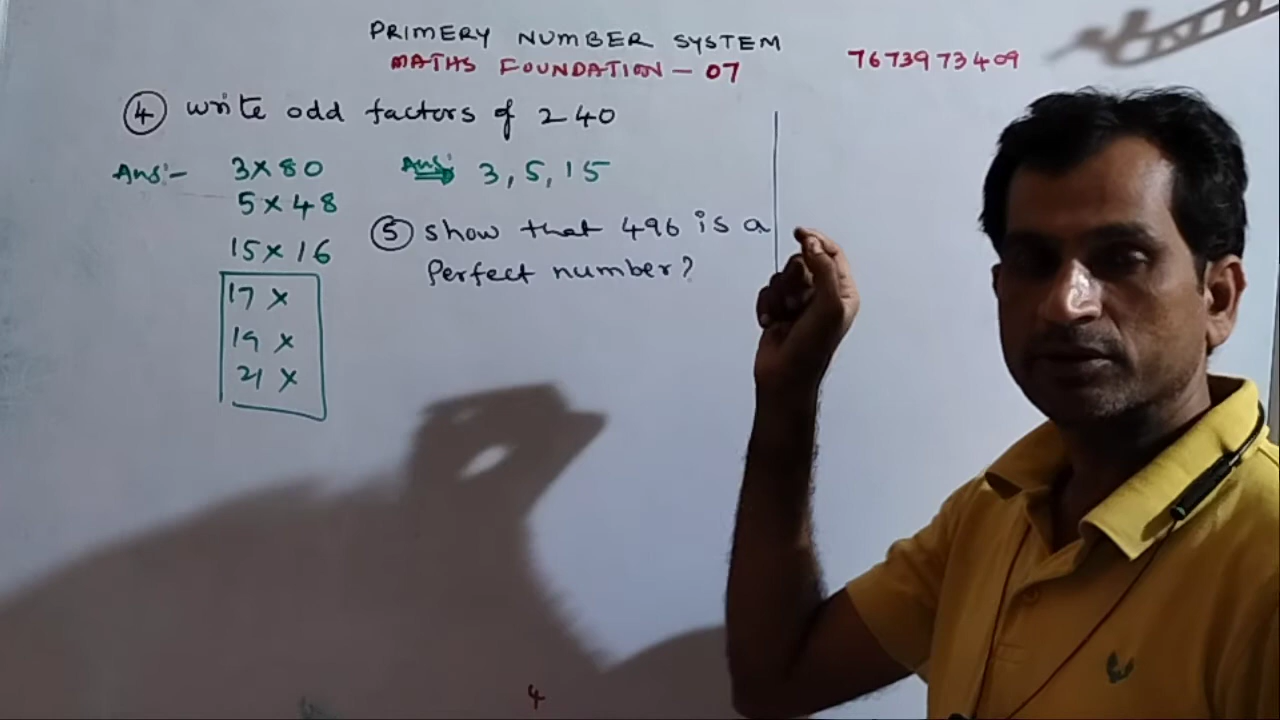 PRIMERY NUMBER SYSTEM
MATHS FOUNDATION - 07
7673973409
4 write odd factors of 240
Ans:- 3×80
5×48
15×16
17 ×
19 ×
21 ×
Ans: 3, 5, 15
5 show that 496 is a
Perfect number?
4